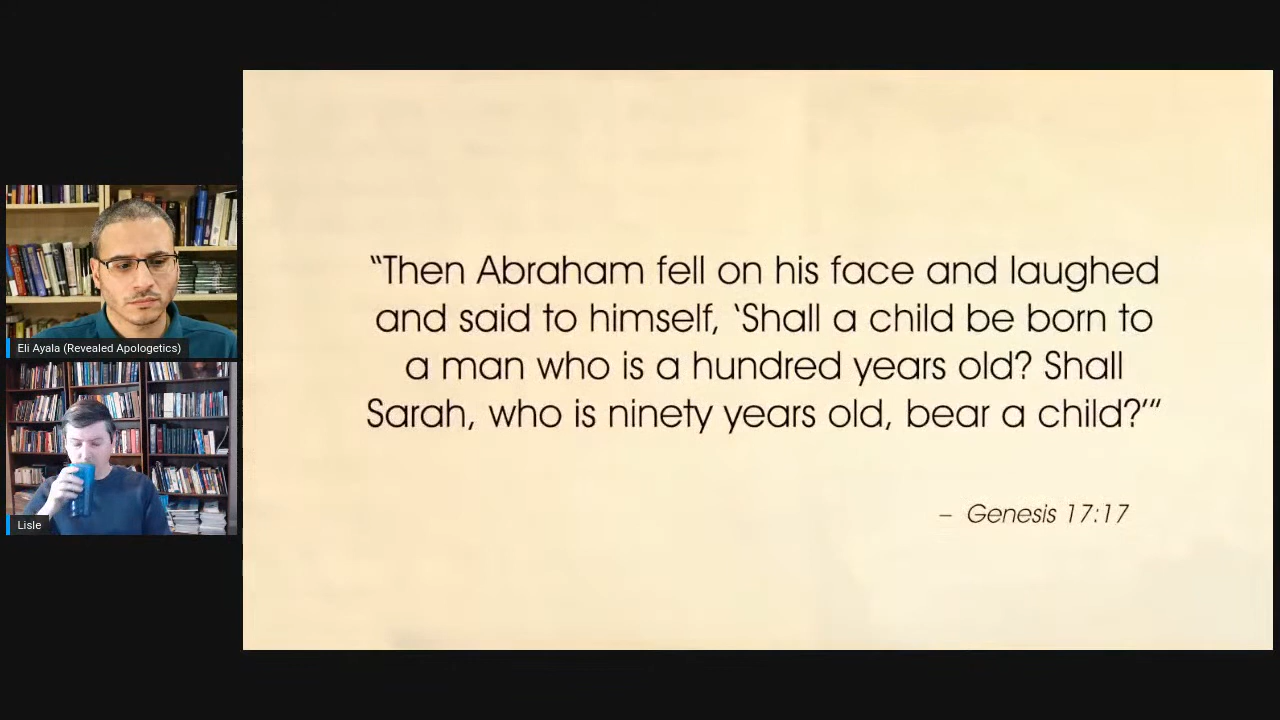 Eli Ayala (Revealed Apologetics)
Lisle
“Then Abraham fell on his face and laughed
and said to himself, ‘Shall a child be born to
a man who is a hundred years old? Shall
Sarah, who is ninety years old, bear a child?’”
– Genesis 17:17